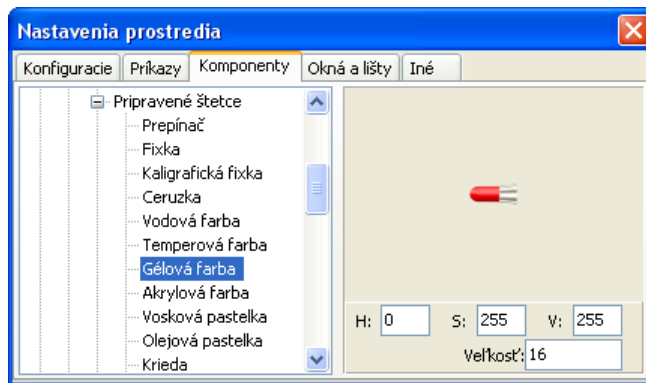 Nastavenia prostredia
Konfiguracie Príkazy Komponenty Okná a lišty Iné
Pripravené štetce
Prepínač
Fixka
Kaligrafická fixka
Ceruzka
Vodová farba
Temperová farba
Gélová farba
Akrylová farba
Vosková pastelka
Olejová pastelka
Krieda
H: 0 S: 255 V: 255
Veľkosť: 16